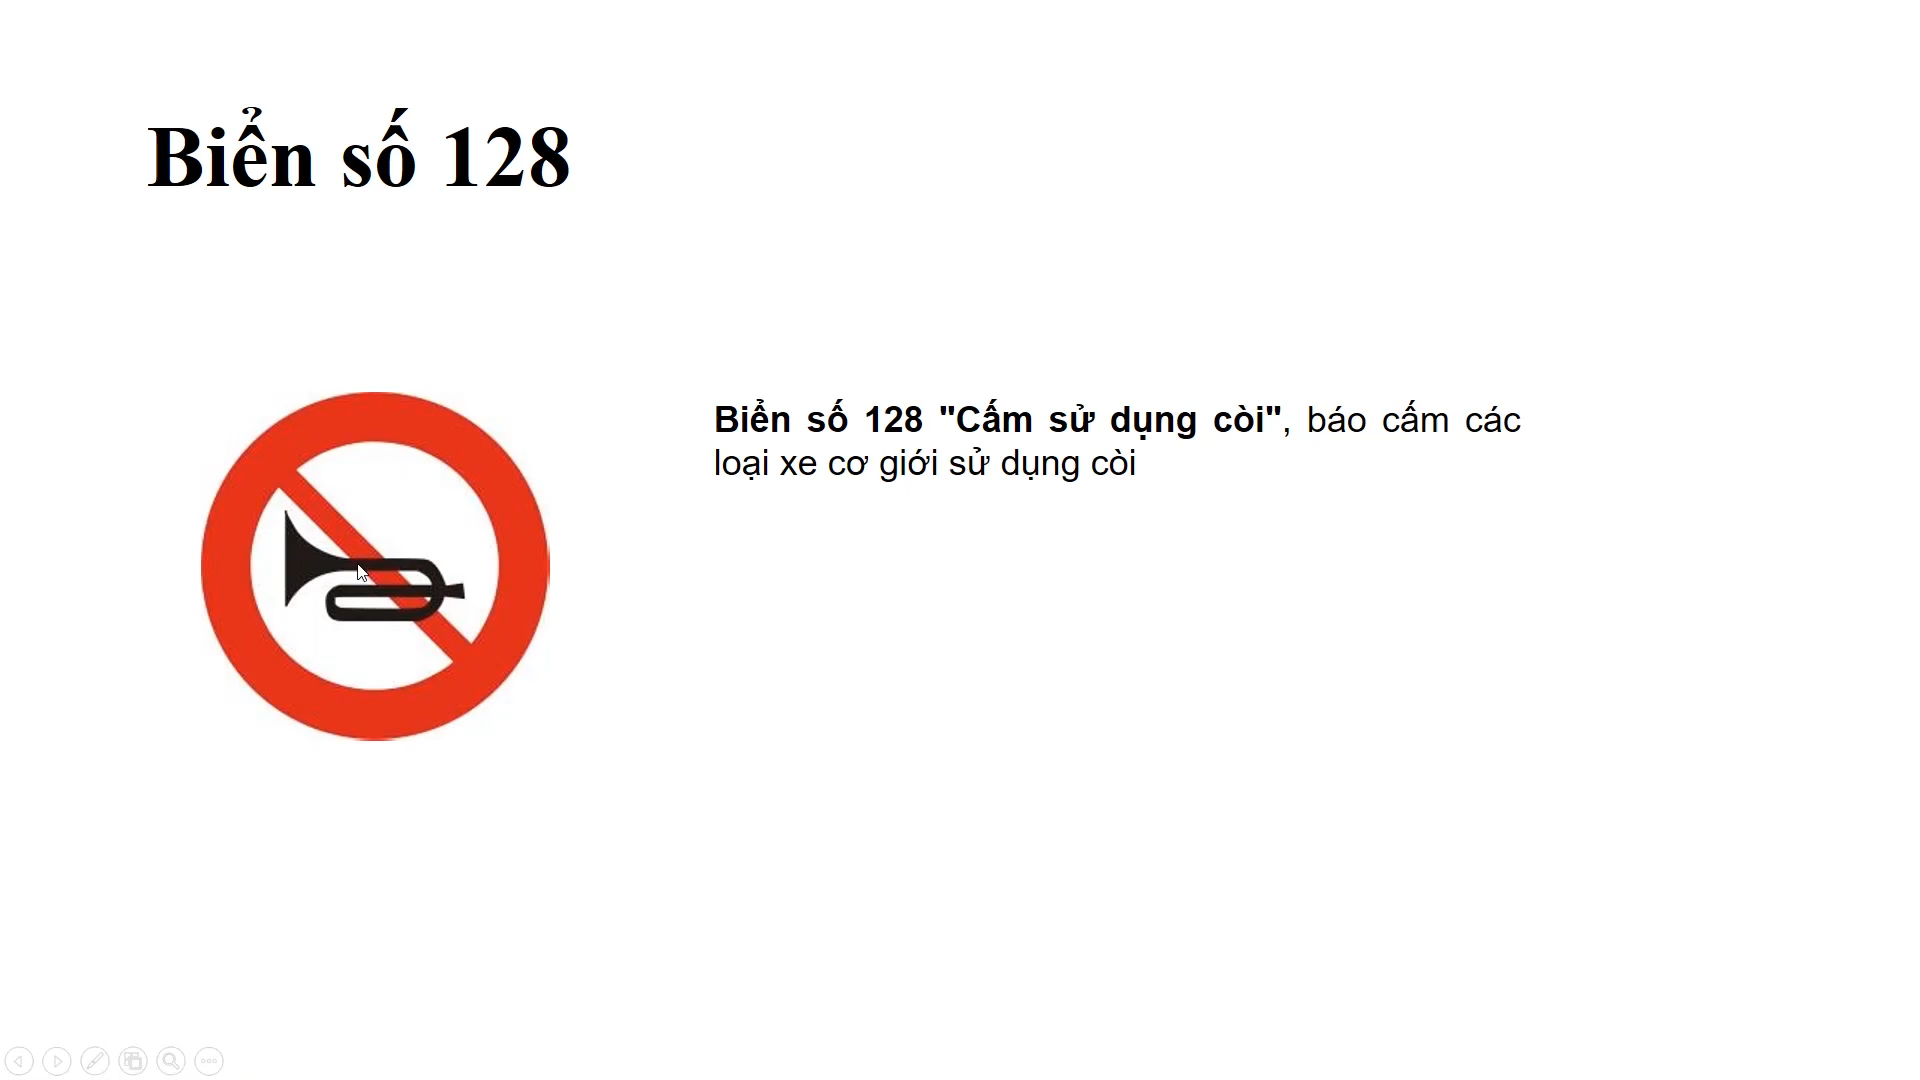 Biển số 128
Biển số 128 "Cấm sử dụng còi", báo cấm các
loại xe cơ giới sử dụng còi